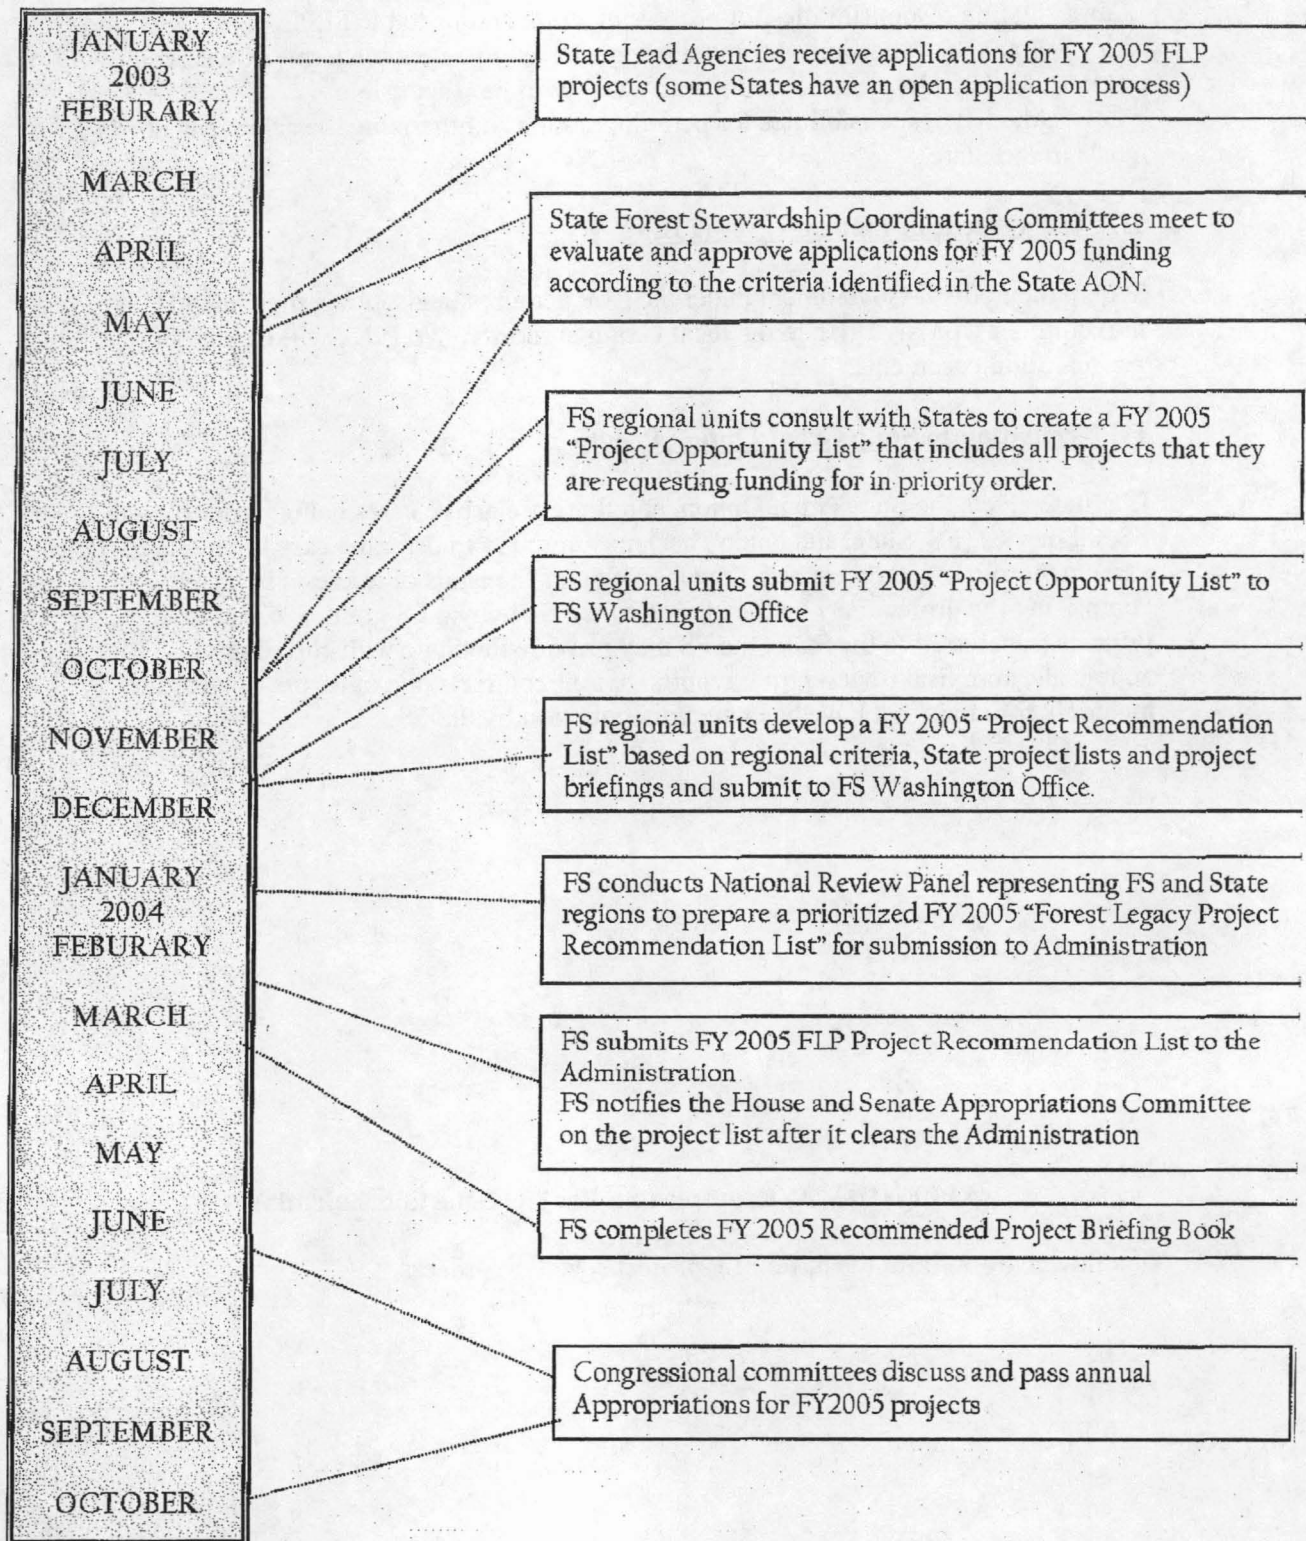 JANUARY
2003
FEBURARY
MARCH
APRIL
MAY
JUNE
JULY
AUGUST
SEPTEMBER
OCTOBER
NOVEMBER
DECEMBER
JANUARY
2004
FEBURARY
MARCH
APRIL
MAY
JUNE
JULY
AUGUST
SEPTEMBER
OCTOBER
State Lead Agencies receive applications for FY 2005 FLP
projects (some States have an open application process)
State Forest Stewardship Coordinating Committees meet to
evaluate and approve applications for FY 2005 funding
according to the criteria identified in the State AON.
FS regional units consult with States to create a FY 2005
“Project Opportunity List” that includes all projects that they
are requesting funding for in priority order.
FS regional units submit FY 2005 “Project Opportunity List” to
FS Washington Office
FS regional units develop a FY 2005 “Project Recommendation
List” based on regional criteria, State project lists and project
briefings and submit to FS Washington Office.
FS conducts National Review Panel representing FS and State
regions to prepare a prioritized FY 2005 “Forest Legacy Project
Recommendation List” for submission to Administration
FS submits FY 2005 FLP Project Recommendation List to the
Administration
FS notifies the House and Senate Appropriations Committee
on the project list after it clears the Administration
FS completes FY 2005 Recommended Project Briefing Book
Congressional committees discuss and pass annual
Appropriations for FY2005 projects